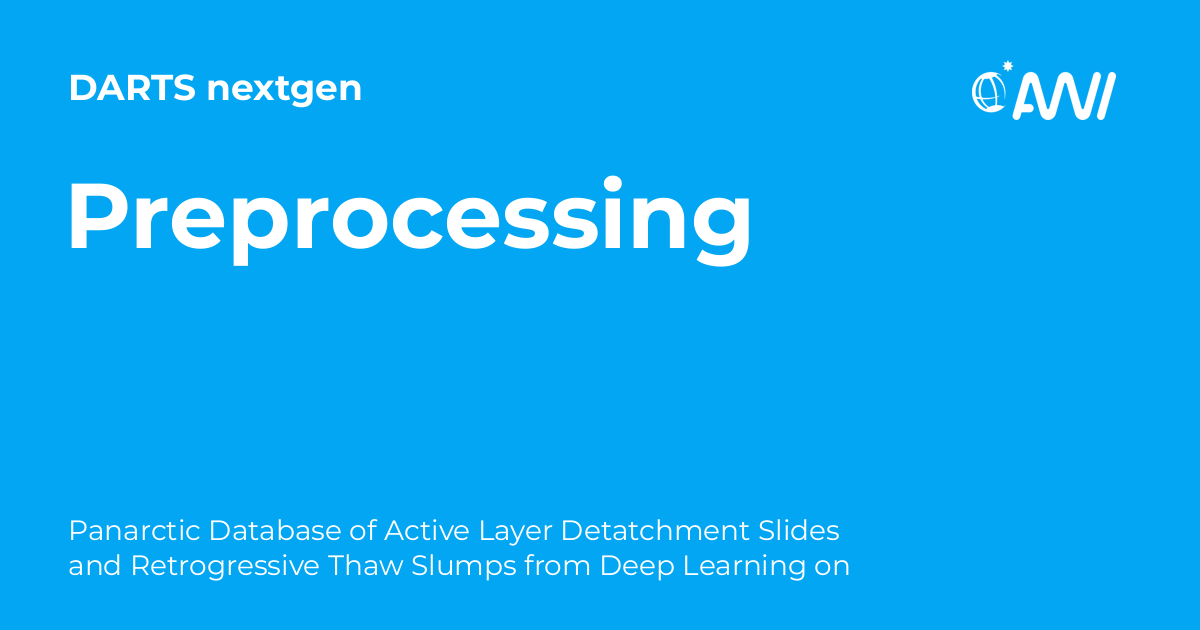 DARTS nextgen
AWI
Preprocessing
Panarctic Database of Active Layer Detatchment Slides
and Retrogressive Thaw Slumps from Deep Learning on